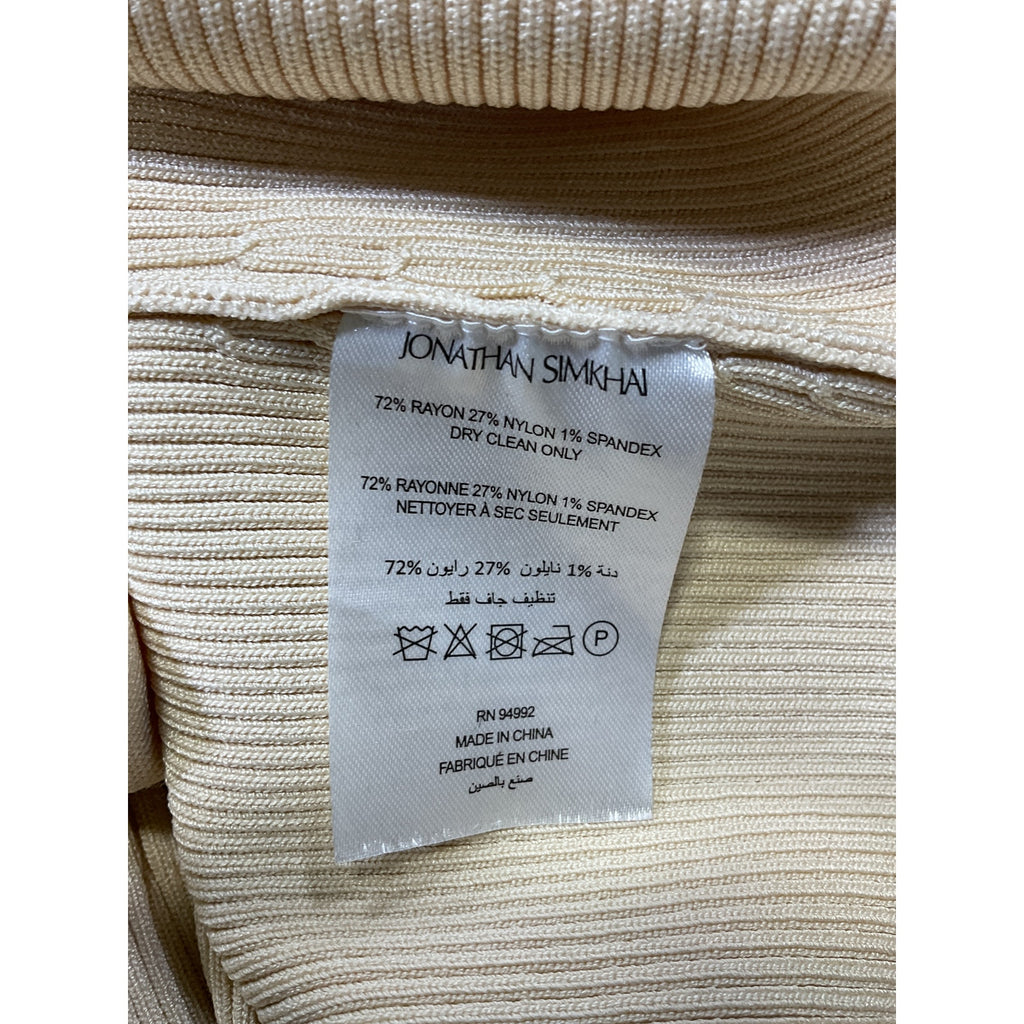 JONATHAN SIMKHAI
72% RAYON 27% NYLON 1% SPANDEX
DRY CLEAN ONLY
72% RAYONNE 27% NYLON 1% SPANDEX
NETTOYER À SEC SEULEMENT
دنة %1 نايلون %27 رايون %72
تنظيف جاف فقط
P
RN 94992
MADE IN CHINA
FABRIQUÉ EN CHINE
صنع بالصين